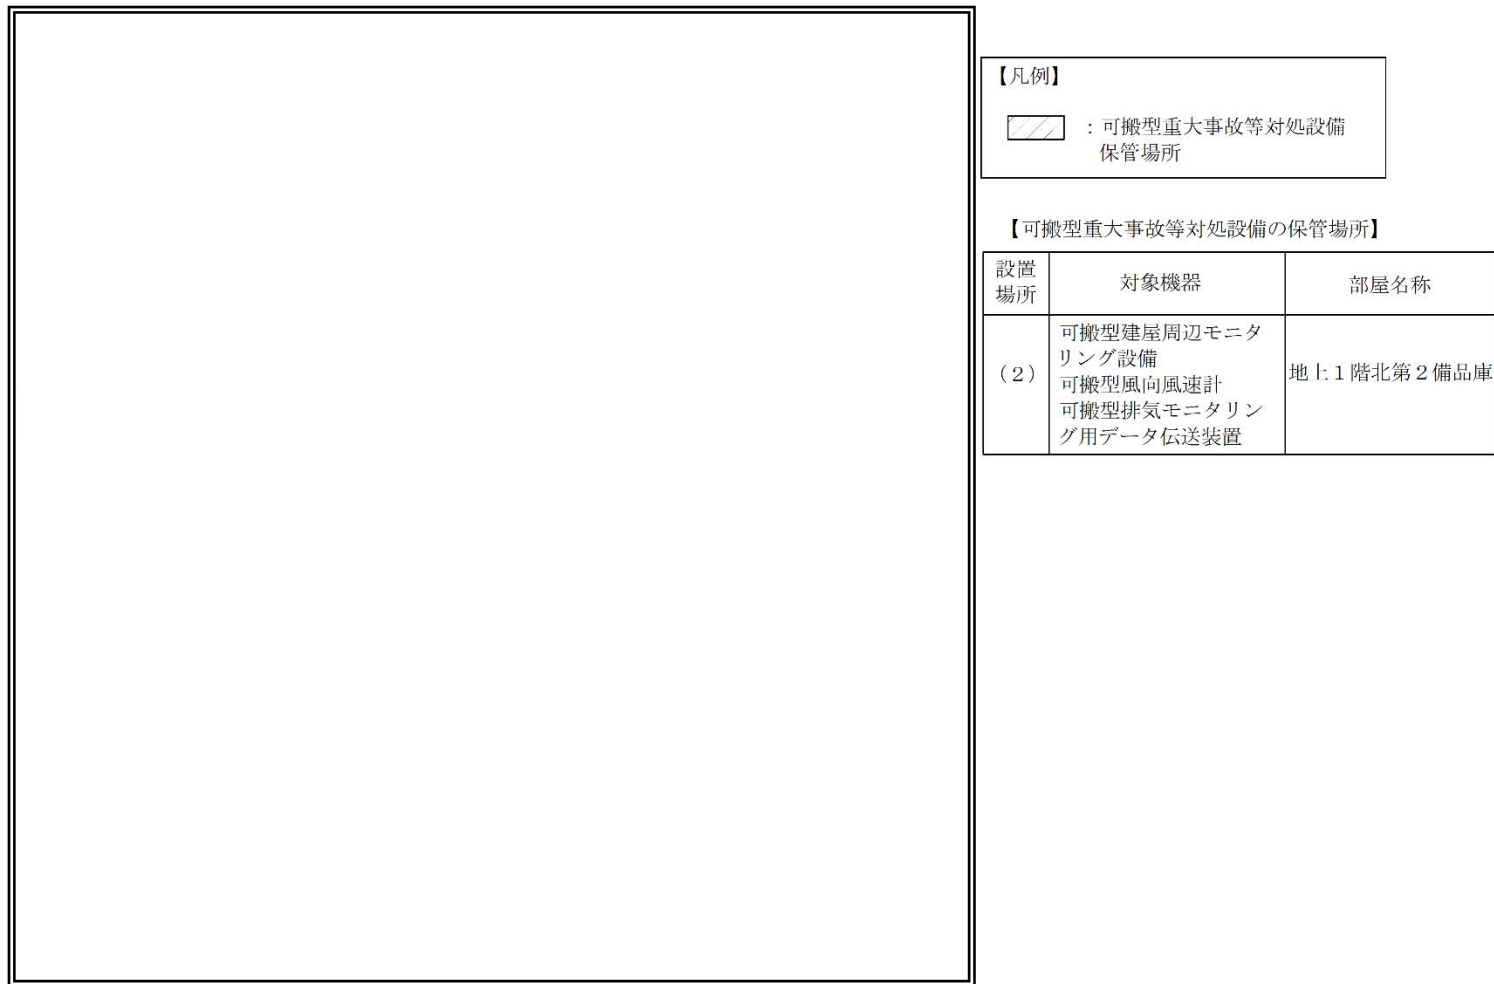 【凡例】
：可搬型重大事故等対処設備
保管場所
【可搬型重大事故等対処設備の保管場所】
設置
場所
対象機器
部屋名称
（２）
可搬型建屋周辺モニタ
リング設備
可搬型風向風速計
可搬型排気モニタリン
グ用データ伝送装置
地上１階北第２備品庫